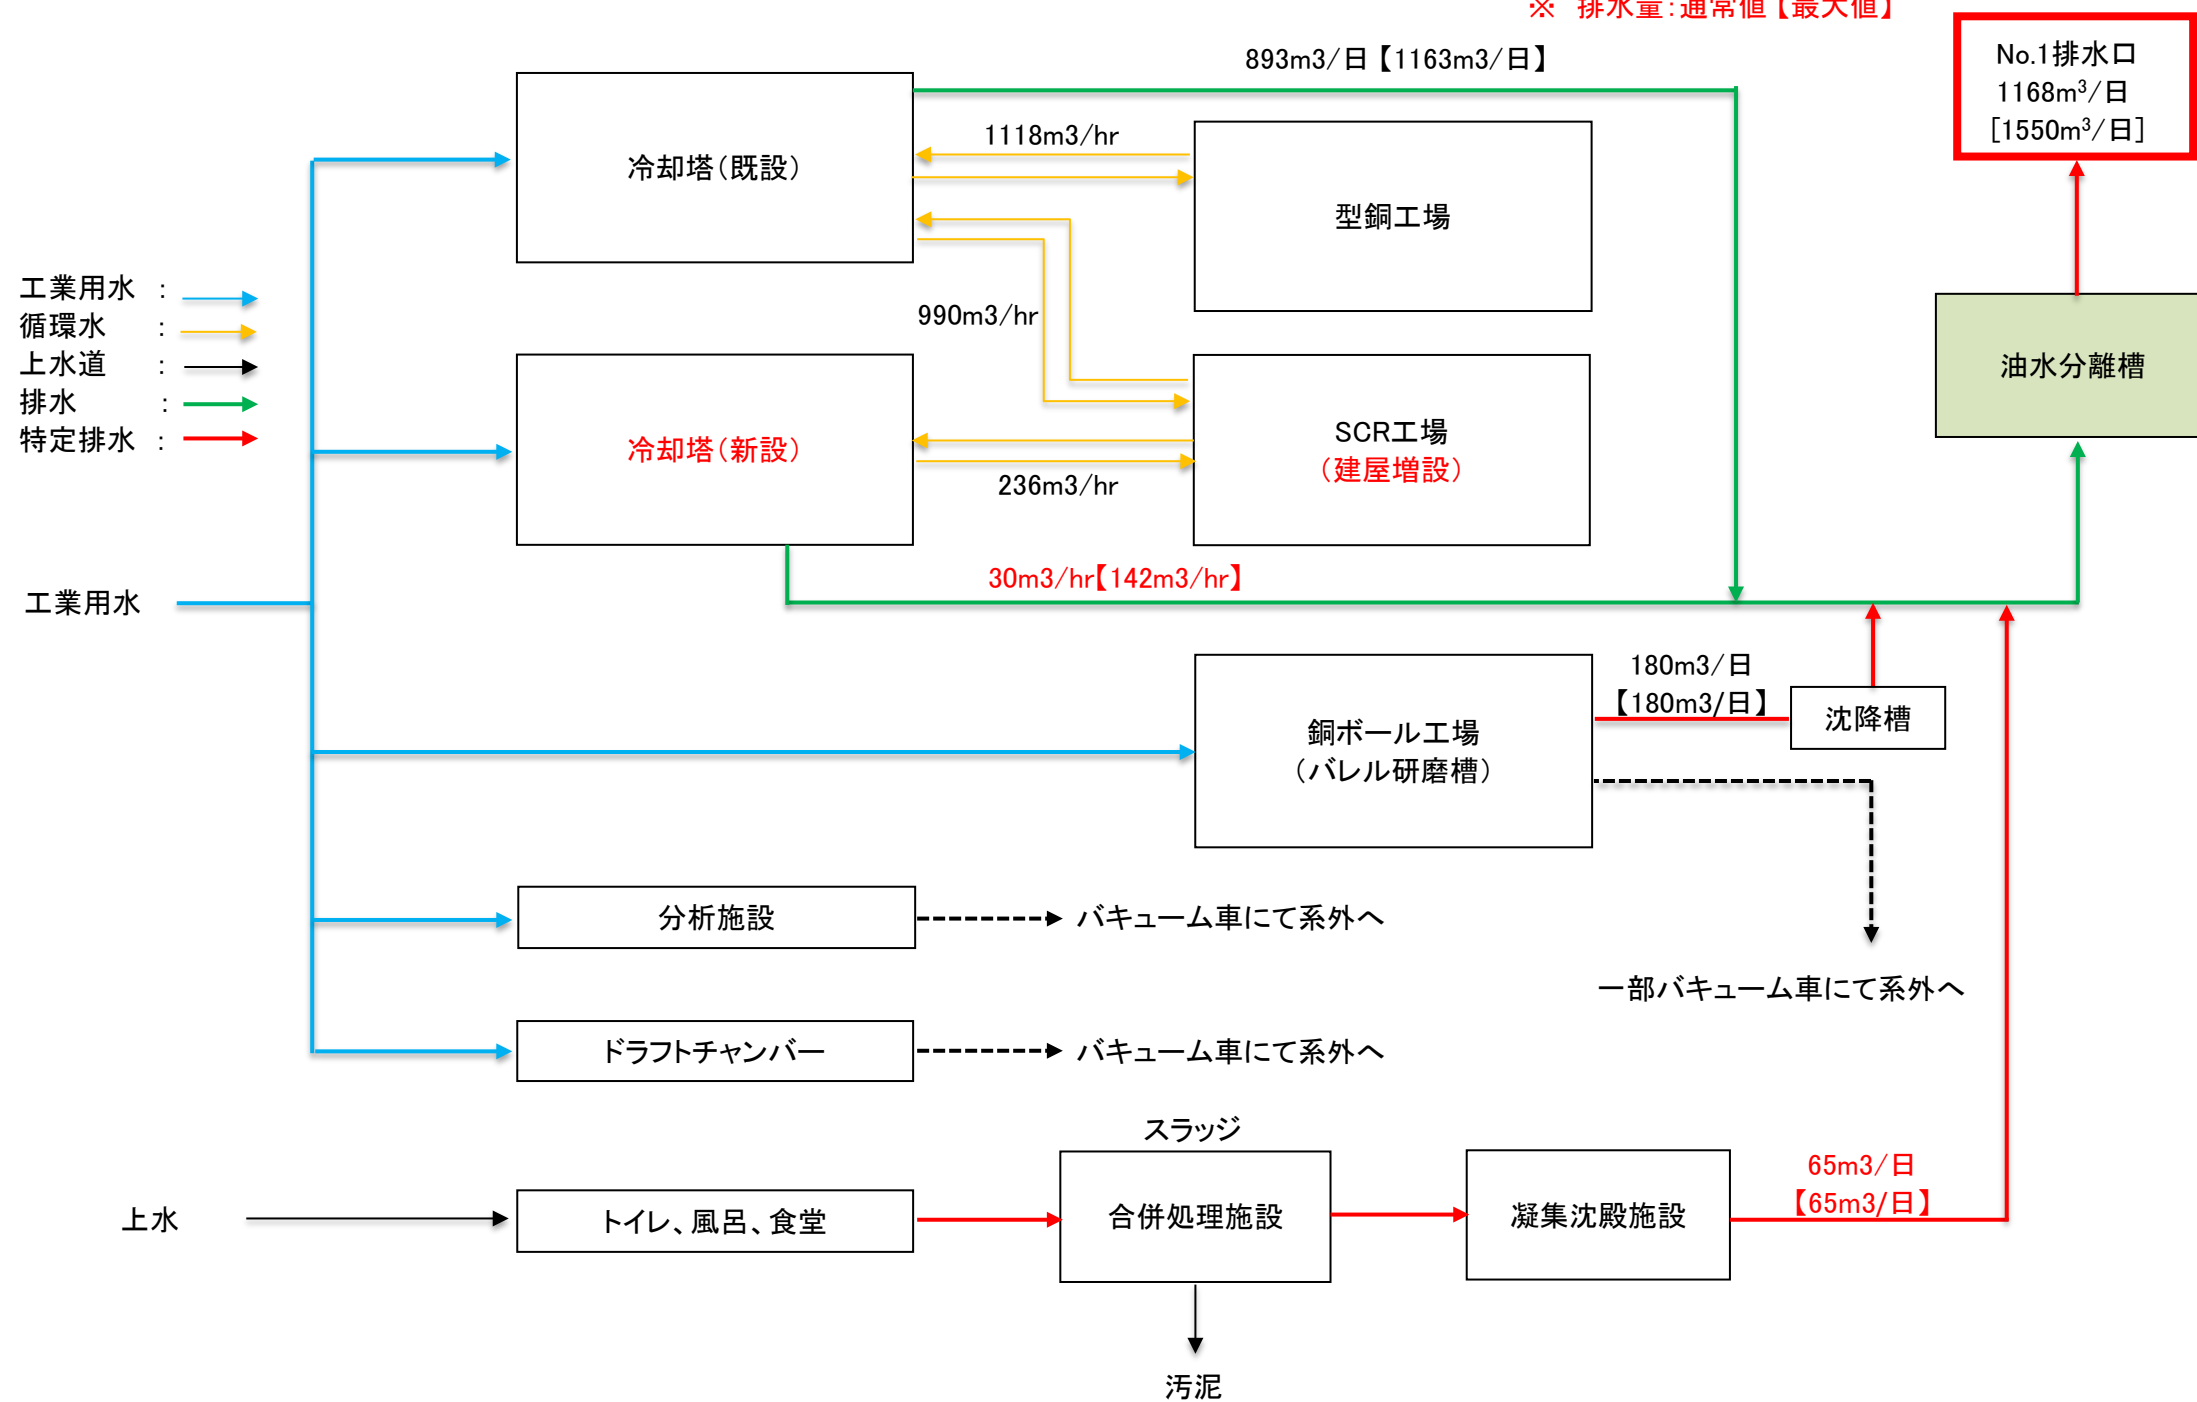 ※ 排水量：通常値【最大値】
No.1排水口
1168m³/日
[1550m³/日]
893m3/日【1163m3/日】
冷却塔（既設）
1118m3/hr
型銅工場
990m3/hr
工業用水 ：
循環水 ：
上水道 ：
排水 ：
特定排水 ：
油水分離槽
冷却塔（新設）
SCR工場
（建屋増設）
236m3/hr
30m3/hr【142m3/hr】
工業用水
180m3/日
【180m3/日】
沈降槽
銅ボール工場
（バレル研磨槽）
分析施設
バキューム車にて系外へ
一部バキューム車にて系外へ
ドラフトチャンバー
バキューム車にて系外へ
スラッジ
上水
トイレ、風呂、食堂
合併処理施設
凝集沈殿施設
65m3/日
【65m3/日】
汚泥